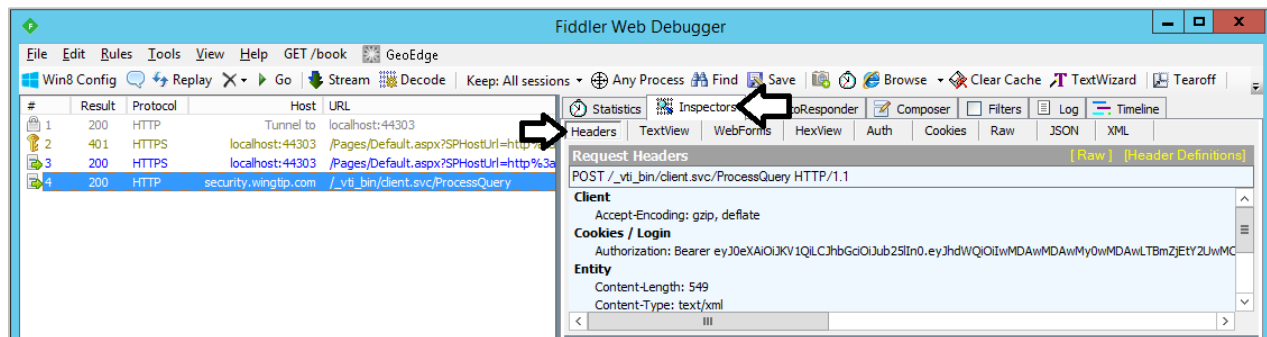 Fiddler Web Debugger
File Edit Rules Tools View Help GET /book GeoEdge
Win8 Config Replay Go Stream Decode Keep: All sessions Any Process Find Save Browse Clear Cache TextWizard Tearoff
# Result Protocol Host URL
1 200 HTTP Tunnel to localhost:44303
2 401 HTTPS localhost:44303 /Pages/Default.aspx?SPHostUrl=http%3
3 200 HTTPS localhost:44303 /Pages/Default.aspx?SPHostUrl=http%3a
4 200 HTTP security.wingtip.com /_vti_bin/client.svc/ProcessQuery
Statistics Inspectors toResponder Composer Filters Log Timeline
Headers TextView WebForms HexView Auth Cookies Raw JSON XML
Request Headers [ Raw ] [Header Definitions]
POST /_vti_bin/client.svc/ProcessQuery HTTP/1.1
Client
Accept-Encoding: gzip, deflate
Cookies / Login
Authorization: Bearer eyJ0eXAiOiJKV1QiLCJhbGciOiJub25lIn0.eyJhdWQiOiIwMDAwMDAwMy0wMDAwLTBmZjEtY2UwMC
Entity
Content-Length: 549
Content-Type: text/xml